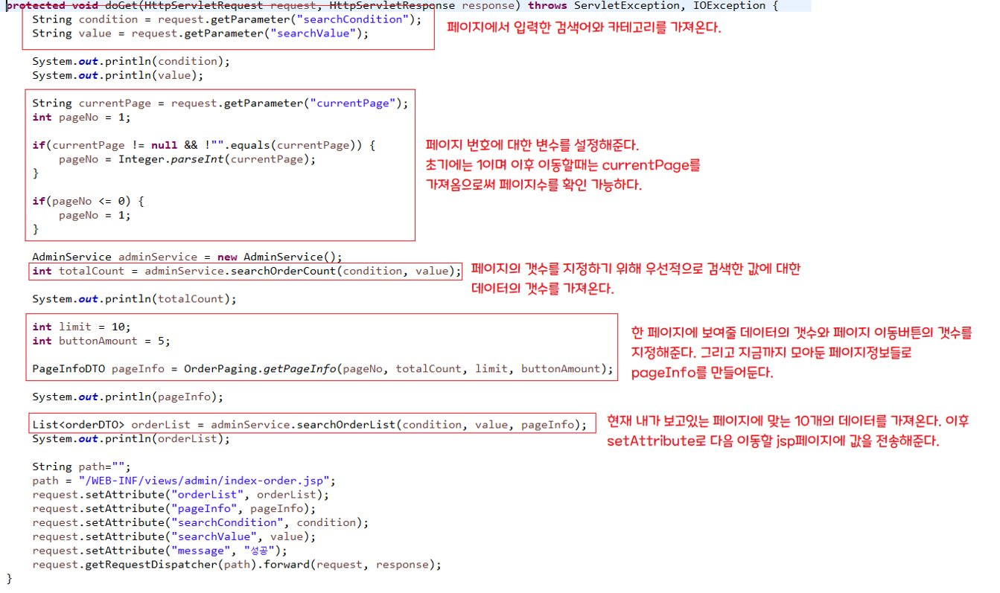 protected void doGet(HttpServletRequest request, HttpServletResponse response) throws ServletException, IOException {
String condition = request.getParameter("searchCondition");
String value = request.getParameter("searchValue");
페이지에서 입력한 검색어와 카테고리를 가져온다.
System.out.println(condition);
System.out.println(value);
String currentPage = request.getParameter("currentPage");
int pageNo = 1;
if(currentPage != null && !"".equals(currentPage)) {
pageNo = Integer.parseInt(currentPage);
}
if(pageNo <= 0) {
pageNo = 1;
}
페이지 번호에 대한 변수를 설정해준다.
초기에는 1이며 이후 이동할때는 currentPage를
가져옴으로써 페이지수를 확인 가능하다.
AdminService adminService = new AdminService();
int totalCount = adminService.searchOrderCount(condition, value);
페이지의 갯수를 지정하기 위해 우선적으로 검색한 값에 대한
데이터의 갯수를 가져온다.
System.out.println(totalCount);
int limit = 10;
int buttonAmount = 5;
PageInfoDTO pageInfo = OrderPaging.getPageInfo(pageNo, totalCount, limit, buttonAmount);
한 페이지에 보여줄 데이터의 갯수와 페이지 이동버튼의 갯수를
지정해준다. 그리고 지금까지 모아둔 페이지정보들로
pageInfo를 만들어둔다.
System.out.println(pageInfo);
List<orderDTO> orderList = adminService.searchOrderList(condition, value, pageInfo);
현재 내가 보고있는 페이지에 맞는 10개의 데이터를 가져온다. 이후
setAttribute로 다음 이동할 jsp페이지에 값을 전송해준다.
System.out.println(orderList);
String path="";
path = "/WEB-INF/views/admin/index-order.jsp";
request.setAttribute("orderList", orderList);
request.setAttribute("pageInfo", pageInfo);
request.setAttribute("searchCondition", condition);
request.setAttribute("searchValue", value);
request.setAttribute("message", "성공");
request.getRequestDispatcher(path).forward(request, response);
}